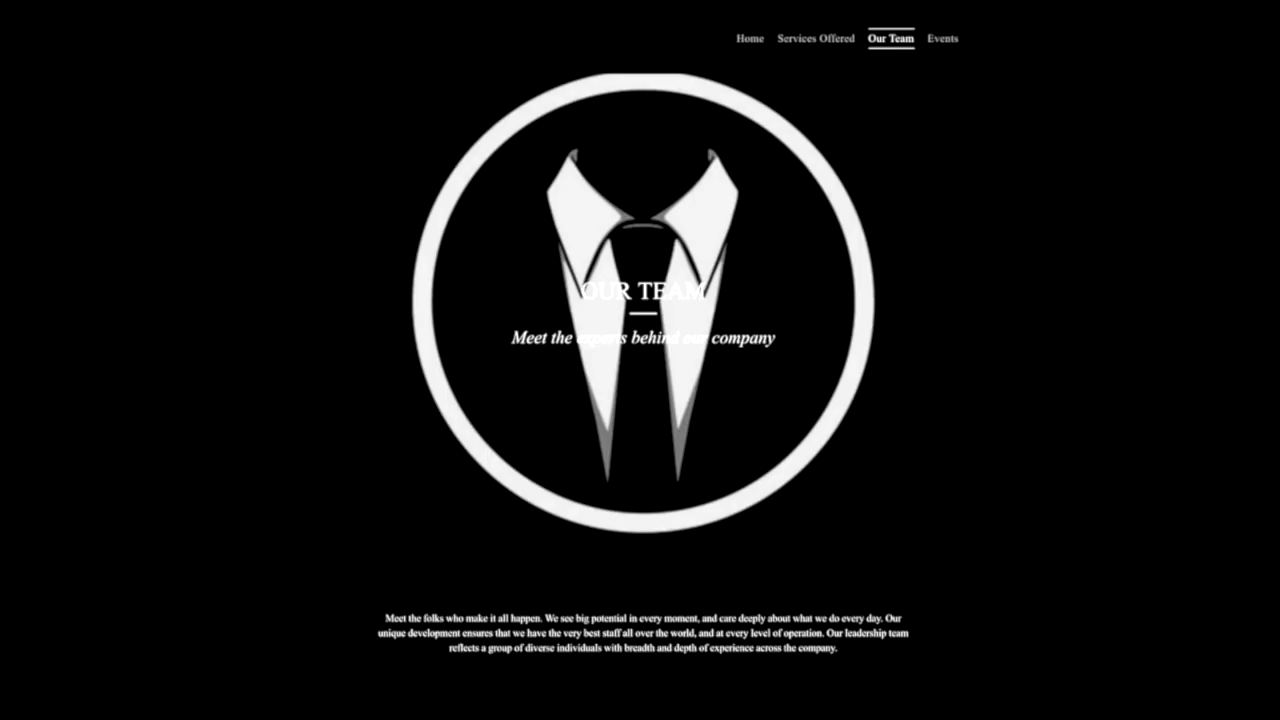 Home Services Offered Our Team Events
OUR TEAM
Meet the experts behind our company
Meet the folks who make it all happen. We see big potential in every moment, and care deeply about what we do every day. Our
unique development ensures that we have the very best staff all over the world, and at every level of operation. Our leadership team
reflects a group of diverse individuals with breadth and depth of experience across the company.